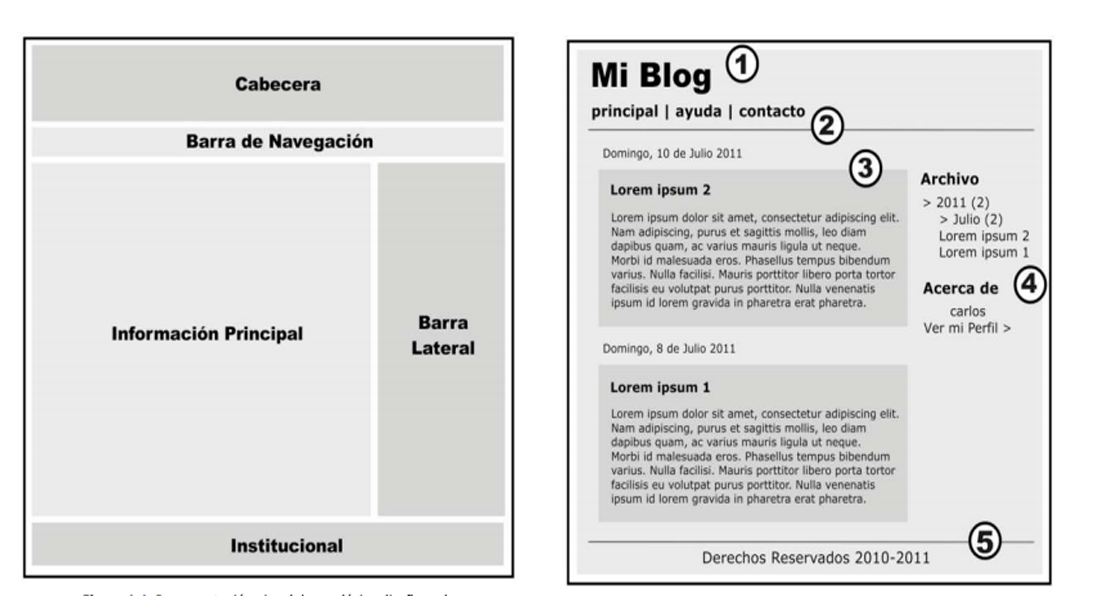 Cabecera
Barra de Navegación
Información Principal
Barra
Lateral
Institucional
Mi Blog
1
principal | ayuda | contacto
2
Domingo, 10 de Julio 2011
3
Lorem ipsum 2
Lorem ipsum dolor sit amet, consectetur adipiscing elit.
Nam adipiscing, purus et sagittis mollis, leo diam
dapibus quam, ac varius mauris ligula ut neque.
Morbi id malesuada eros. Phasellus tempus bibendum
varius. Nulla facilisi. Mauris porttitor libero porta tortor
facilisis eu volutpat purus porttitor. Nulla venenatis
ipsum id lorem gravida in pharetra erat pharetra.
Domingo, 8 de Julio 2011
Lorem ipsum 1
Lorem ipsum dolor sit amet, consectetur adipiscing elit.
Nam adipiscing, purus et sagittis mollis, leo diam
dapibus quam, ac varius mauris ligula ut neque.
Morbi id malesuada eros. Phasellus tempus bibendum
varius. Nulla facilisi. Mauris porttitor libero porta tortor
facilisis eu volutpat purus porttitor. Nulla venenatis
ipsum id lorem gravida in pharetra erat pharetra.
Archivo
> 2011 (2)
> Julio (2)
Lorem ipsum 2
Lorem ipsum 1
Acerca de
4
carlos
Ver mi Perfil >
5
Derechos Reservados 2010-2011